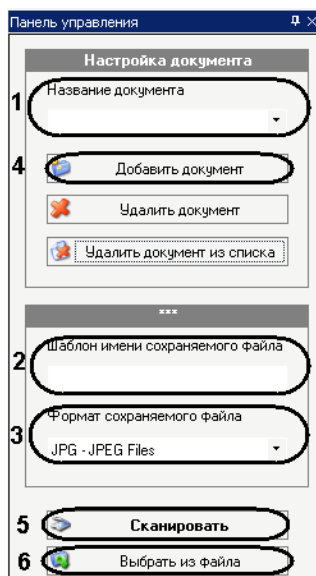 Панель управления
Настройка документа
1
Название документа
4
Добавить документ
Удалить документ
Удалить документ из списка
***
Шаблон имени сохраняемого файла
2
Формат сохраняемого файла
3
JPG - JPEG Files
5 Сканировать
6 Выбрать из файла